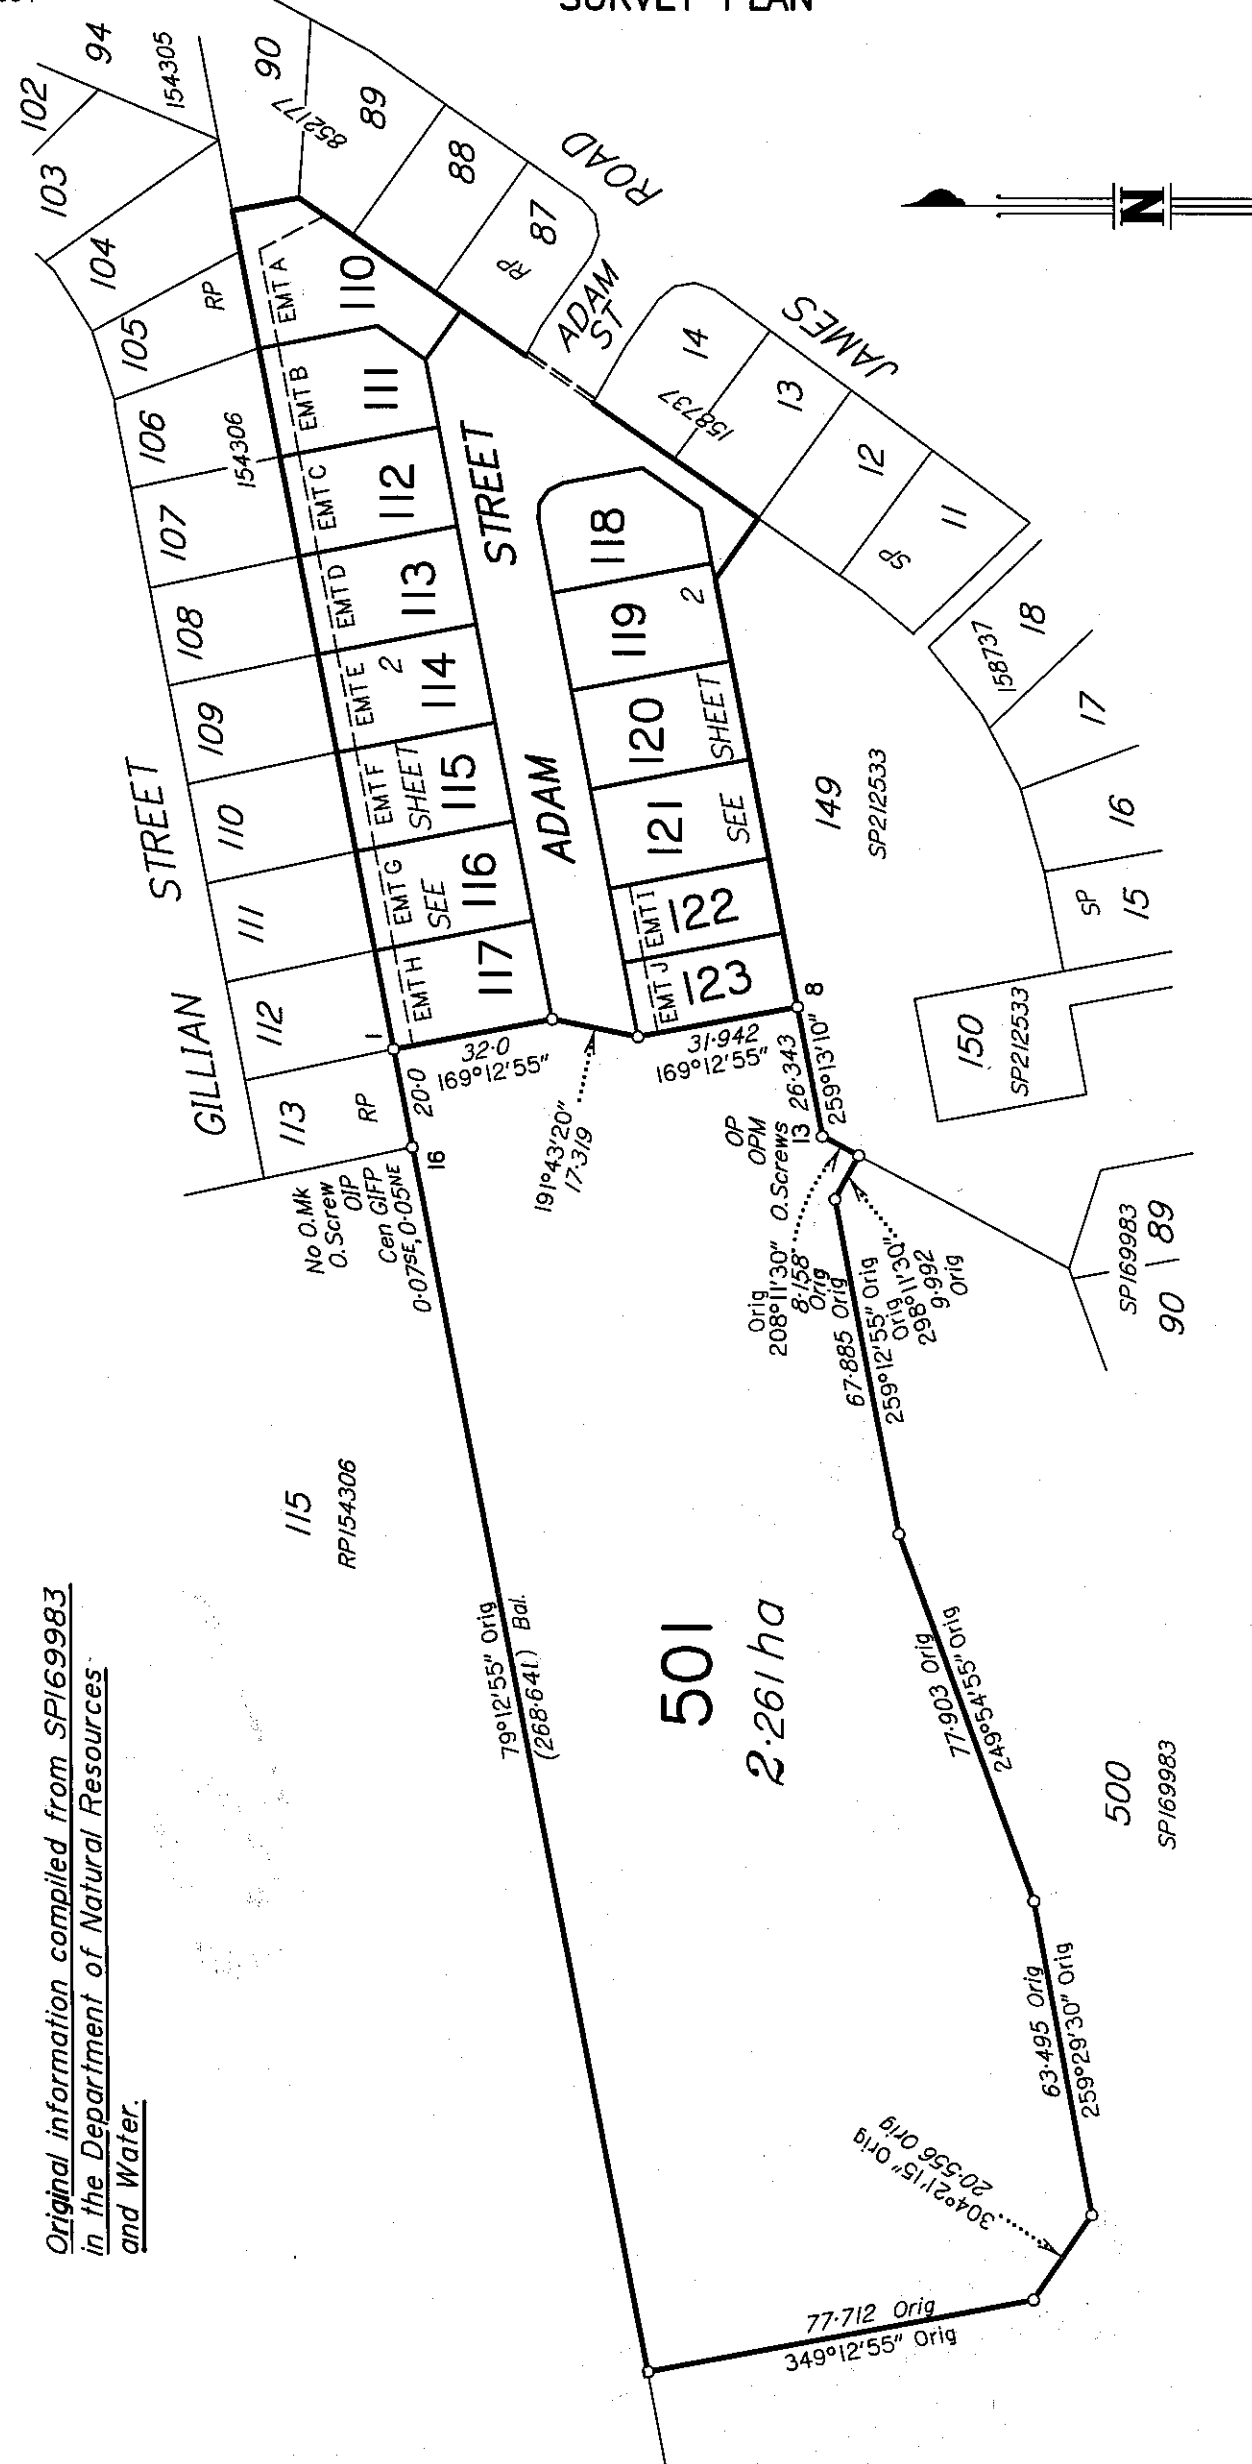 SURVEY PLAN
Original information compiled from SP169983
in the Department of Natural Resources
and Water.
102
94
154305
103
104
105
RP
106
154306
107
108
109
110
111
112
113
RP
GILLIAN STREET
90
852177
89
88
87
RP
ROAD
JAMES
ADAM
ST
14
158737
13
12
11
SP
158737
18
17
16
15
SP
N
EMT A
110
EMT B
111
EMT C
112
EMT D
113
EMT E
2
114
EMT F
SHEET
115
EMT G
SEE
116
EMT H
117
ADAM STREET
118
119
2
120
SHEET
121
SEE
EMT I
122
EMT J
123
149
SP212533
150
SP212533
1
20·0
16
32·0
169°12'55"
191°43'20"
17·319
31·942
169°12'55"
8
26·343
259°13'10"
OP
OPM
O.Screws 13
No O.Mk
O.Screw
OIP
Cen GIFP
0·07SE, 0·05NE
Orig
208°11'30"
8·158
Orig
Orig
298°11'30"
9·992
Orig
67·885 Orig
259°12'55" Orig
SP169983
90
89
115
RP154306
79°12'55" Orig
(268·641) Bal.
501
2·261 ha
77·903 Orig
249°54'55" Orig
500
SP169983
63·495 Orig
259°29'30" Orig
304°21'15" Orig
20·556 Orig
77·712 Orig
349°12'55" Orig